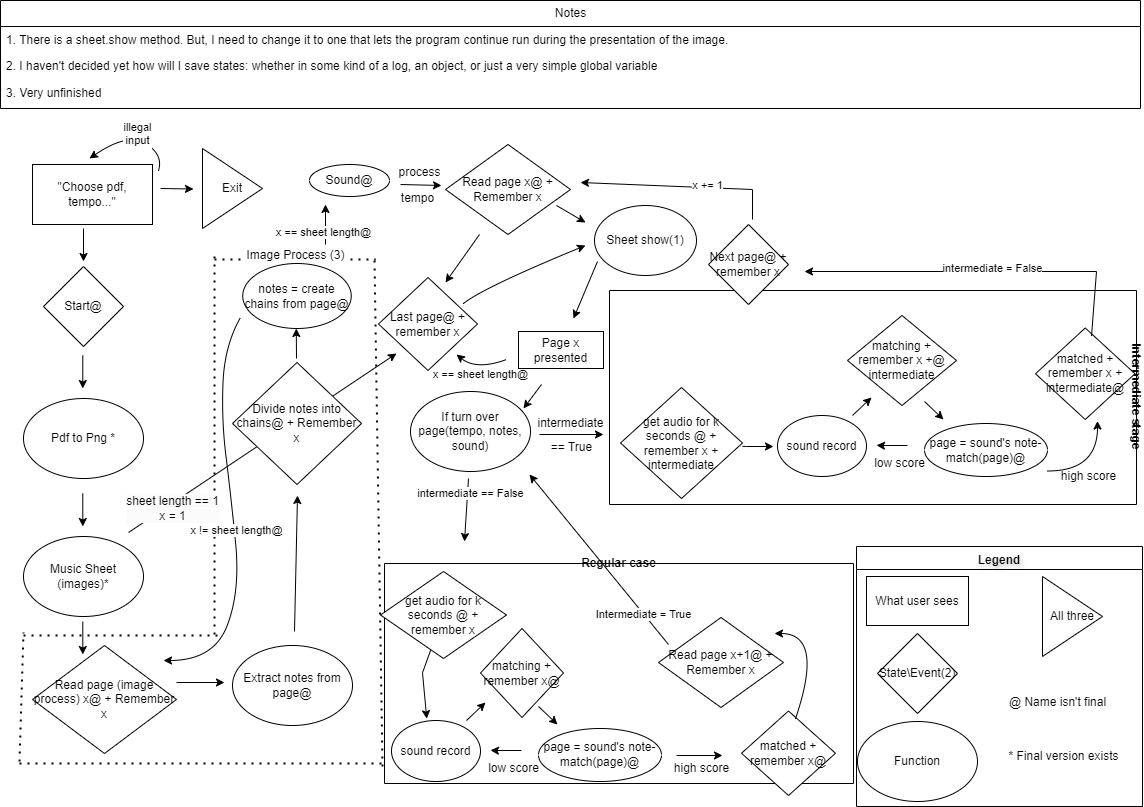 Notes
1. There is a sheet.show method. But, I need to change it to one that lets the program continue run during the presentation of the image.
2. I haven't decided yet how will I save states: whether in some kind of a log, an object, or just a very simple global variable
3. Very unfinished
illegal
input
"Choose pdf,
tempo..."
Exit
Sound@
process
tempo
Read page x@ +
Remember x
x += 1
x == sheet length@
Sheet show(1)
Image Process (3)
Next page@ +
remember x
intermediate = False
Start@
notes = create
chains from page@
Last page@ +
remember x
Page x
presented
x == sheet length@
matching +
remember x +@
intermediate
matched +
remember x +
intermediate@
Intermediate stage
Pdf to Png *
Divide notes into
chains@ + Remember
x
If turn over
page(tempo, notes,
sound)
intermediate
== True
get audio for k
seconds @ +
remember x +
intermediate
sound record
low score
page = sound's note-
match(page)@
high score
sheet length == 1
x = 1
x != sheet length@
intermediate == False
Music Sheet
(images)*
Regular case
get audio for k
seconds @ +
remember x
Intermediate = True
matching +
remember x@
Read page x+1@ +
Remember x
Read page (image
process) x@ + Remember
x
Extract notes from
page@
sound record
low score
page = sound's note-
match(page)@
high score
matched +
remember x@
Legend
What user sees
All three
State\Event(2)
@ Name isn't final
Function
* Final version exists